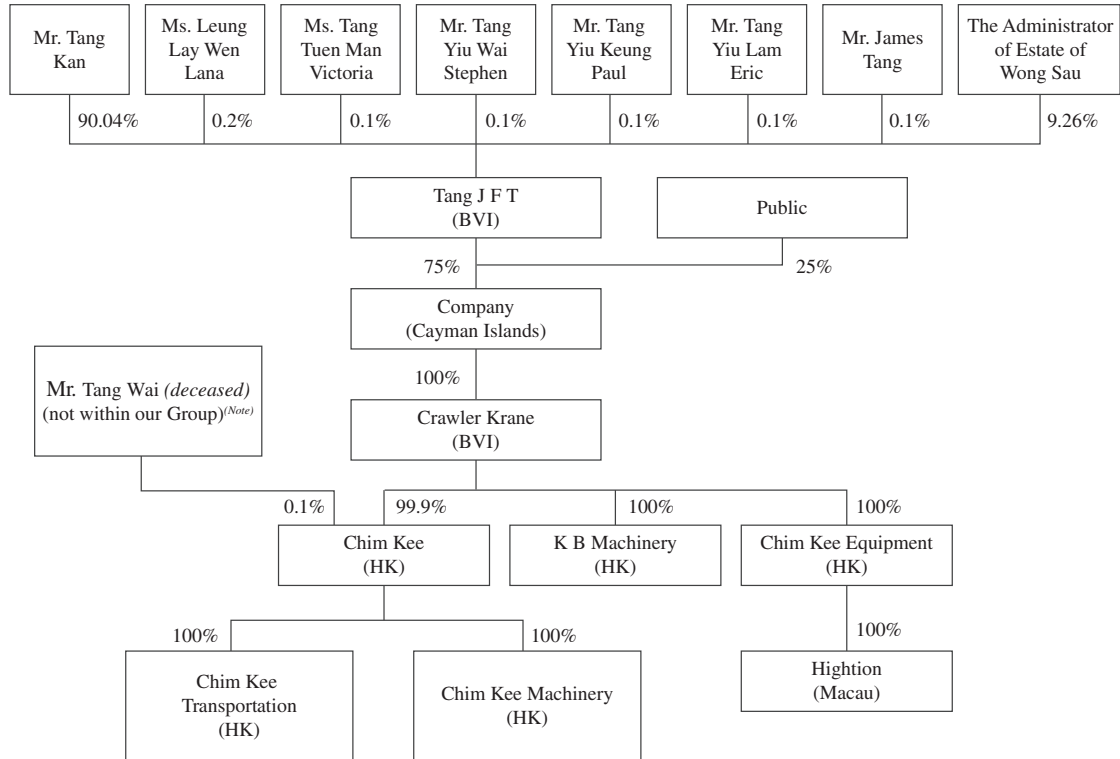 Mr. Tang
Kan
Ms. Leung
Lay Wen
Lana
Ms. Tang
Tuen Man
Victoria
Mr. Tang
Yiu Wai
Stephen
Mr. Tang
Yiu Keung
Paul
Mr. Tang
Yiu Lam
Eric
Mr. James
Tang
The Administrator
of Estate of
Wong Sau
90.04%
0.2%
0.1%
0.1%
0.1%
0.1%
0.1%
9.26%
Tang J F T
(BVI)
Public
75%
25%
Company
(Cayman Islands)
100%
Mr. Tang Wai (deceased)
(not within our Group)(Note)
Crawler Krane
(BVI)
0.1%
99.9%
100%
100%
Chim Kee
(HK)
K B Machinery
(HK)
Chim Kee Equipment
(HK)
100%
100%
100%
Chim Kee
Transportation
(HK)
Chim Kee Machinery
(HK)
Hightion
(Macau)